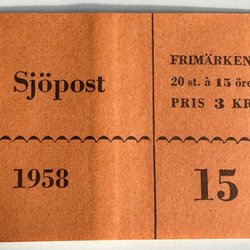 Sjöpost
1958
FRIMÄRKEN
20 st. à 15 öre
PRIS 3 KR
15